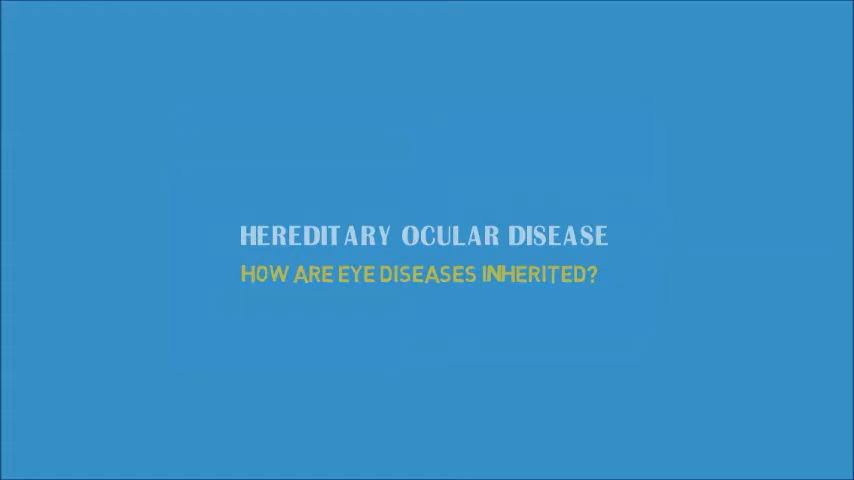 HEREDITARY OCULAR DISEASE
HOW ARE EYE DISEASES INHERITED?